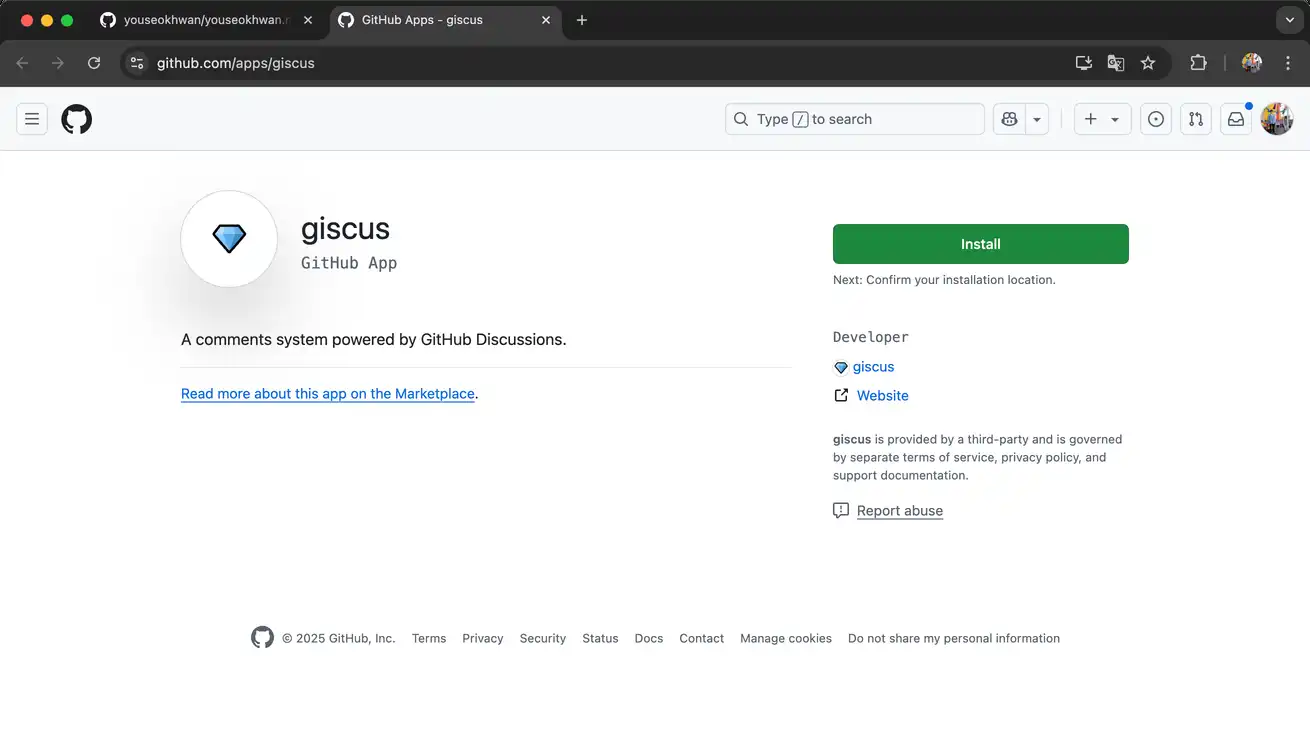 youseokhwan/youseokhwan.
GitHub Apps - giscus
github.com/apps/giscus
Type / to search
giscus
GitHub App
Install
Next: Confirm your installation location.
A comments system powered by GitHub Discussions.
Developer
giscus
Read more about this app on the Marketplace.
Website
giscus is provided by a third-party and is governed
by separate terms of service, privacy policy, and
support documentation.
Report abuse
© 2025 GitHub, Inc. Terms Privacy Security Status Docs Contact Manage cookies Do not share my personal information